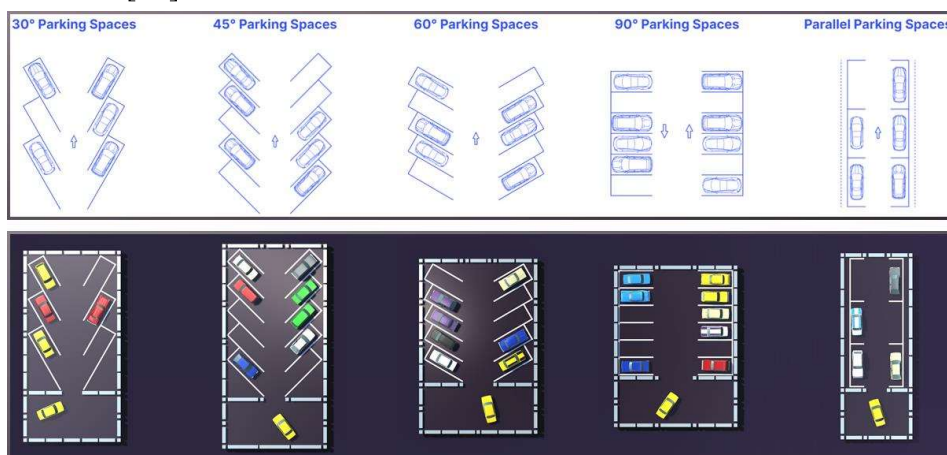 30° Parking Spaces
45° Parking Spaces
60° Parking Spaces
90° Parking Spaces
Parallel Parking Spaces